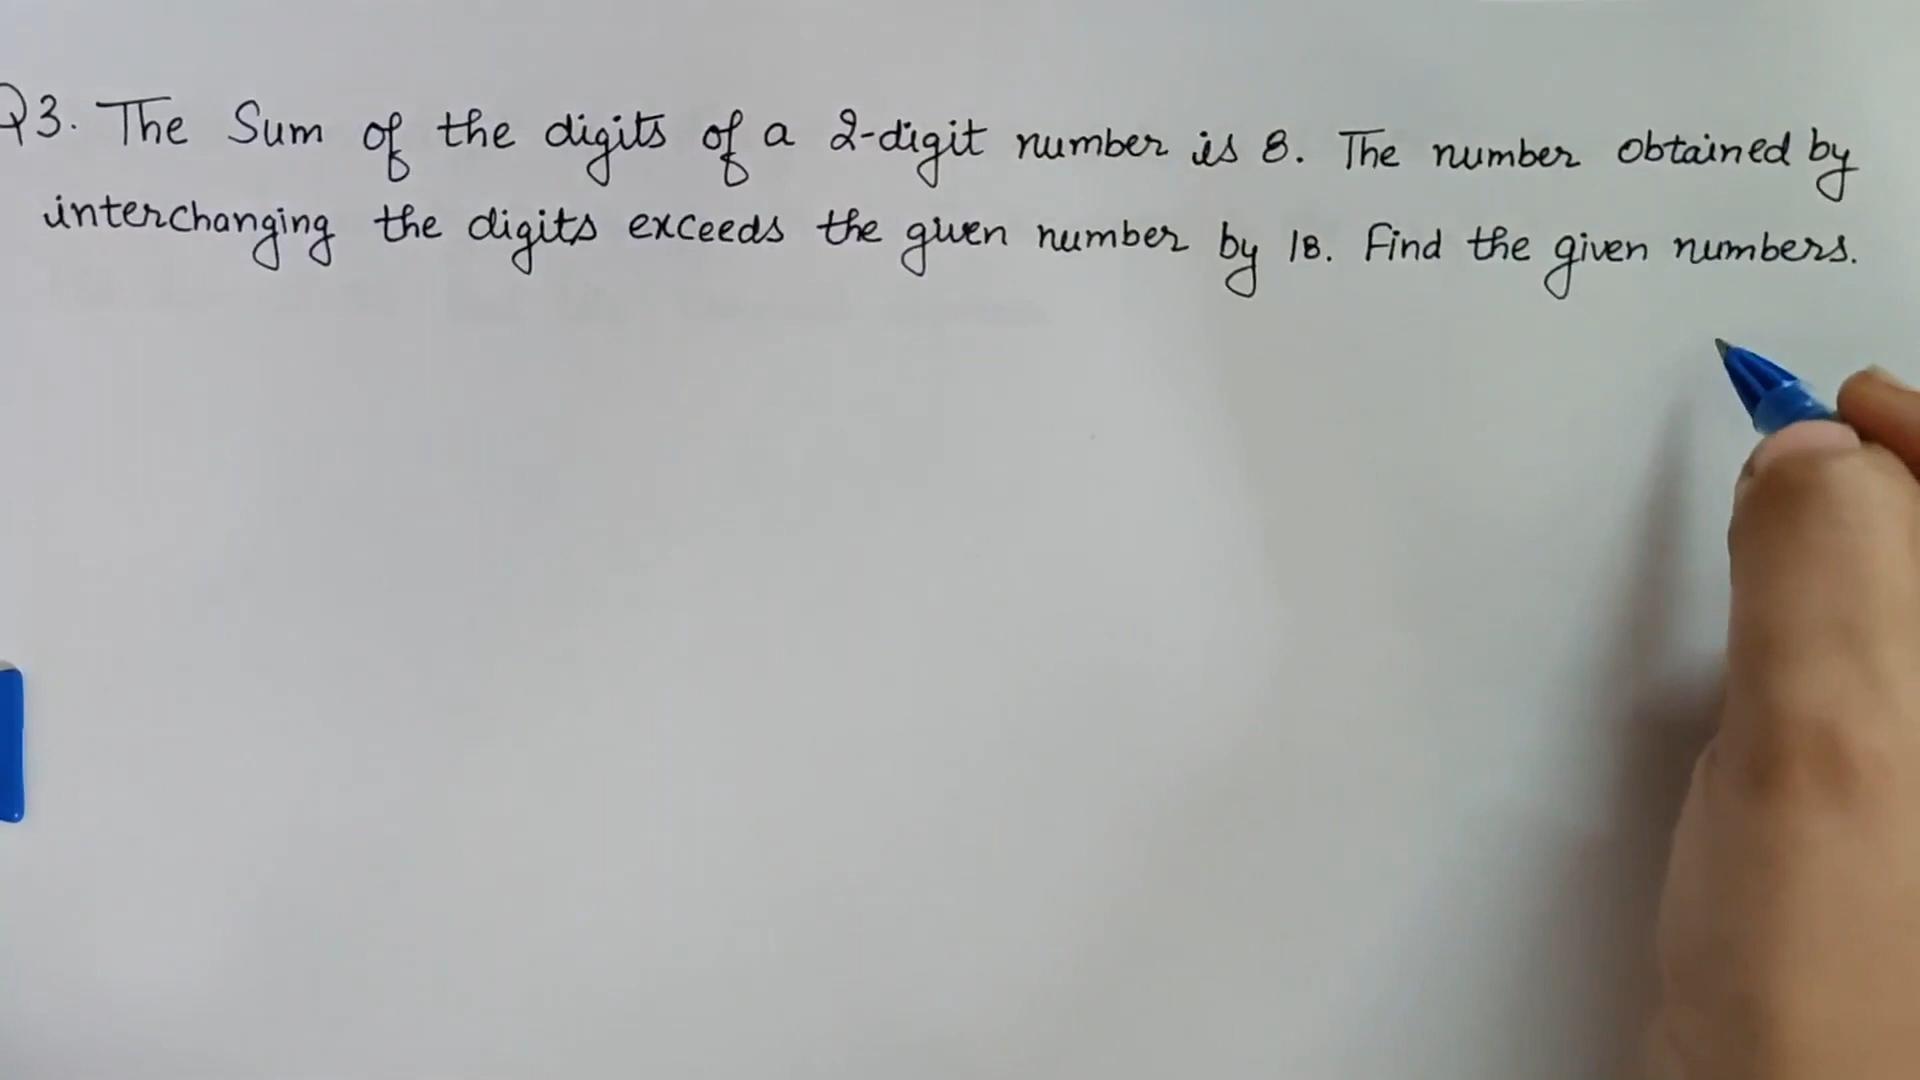 Q3. The Sum of the digits of a 2-digit number is 8. The number obtained by
interchanging the digits exceeds the given number by 18. Find the given numbers.